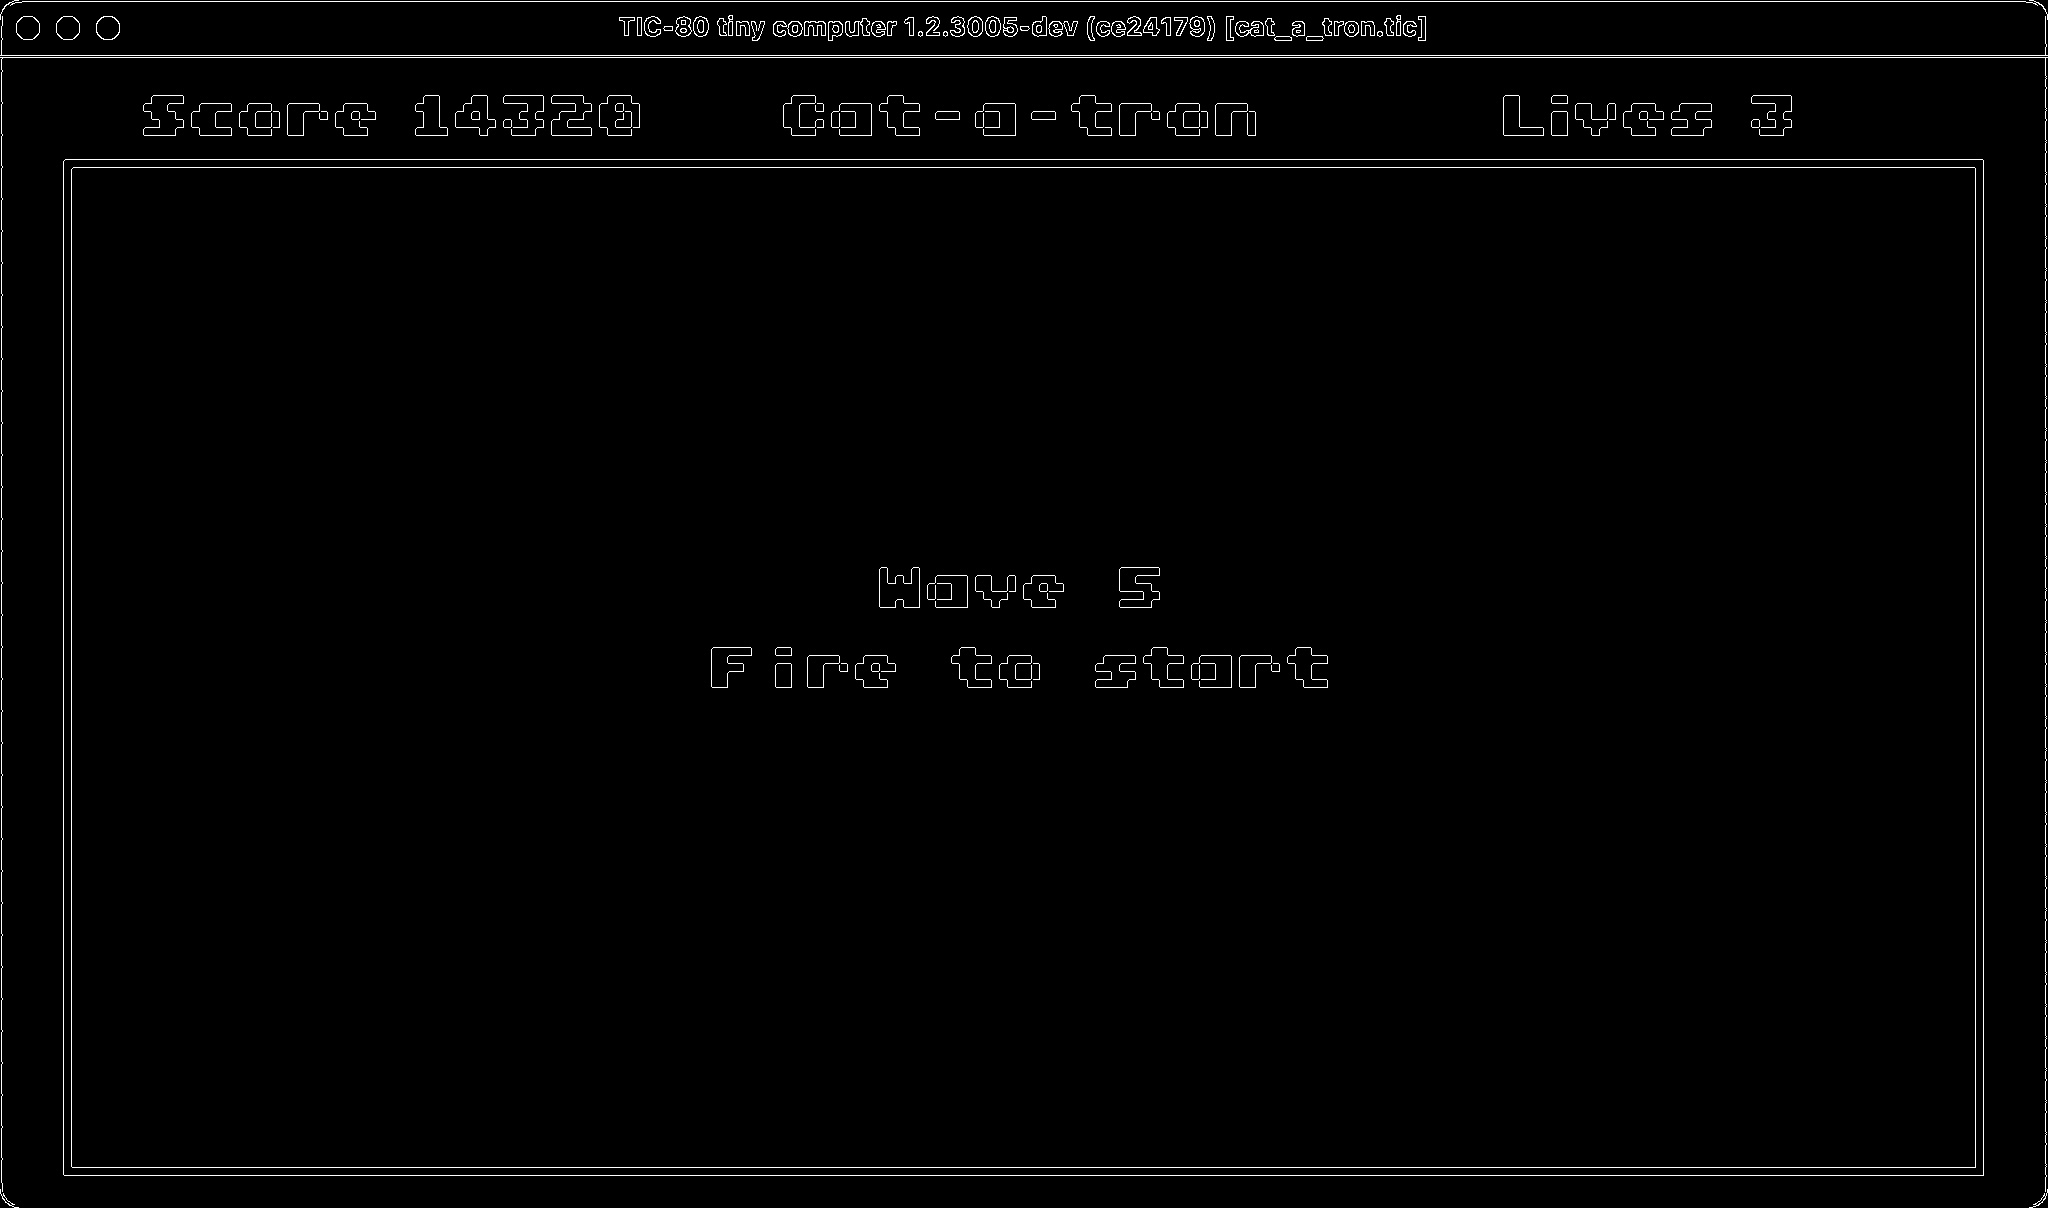 TIC-80 tiny computer 1.2.3005-dev (ce24179) [cat_a_tron.tic]
Score 14320 Cat-a-tron Lives 3
Wave 5
Fire to start